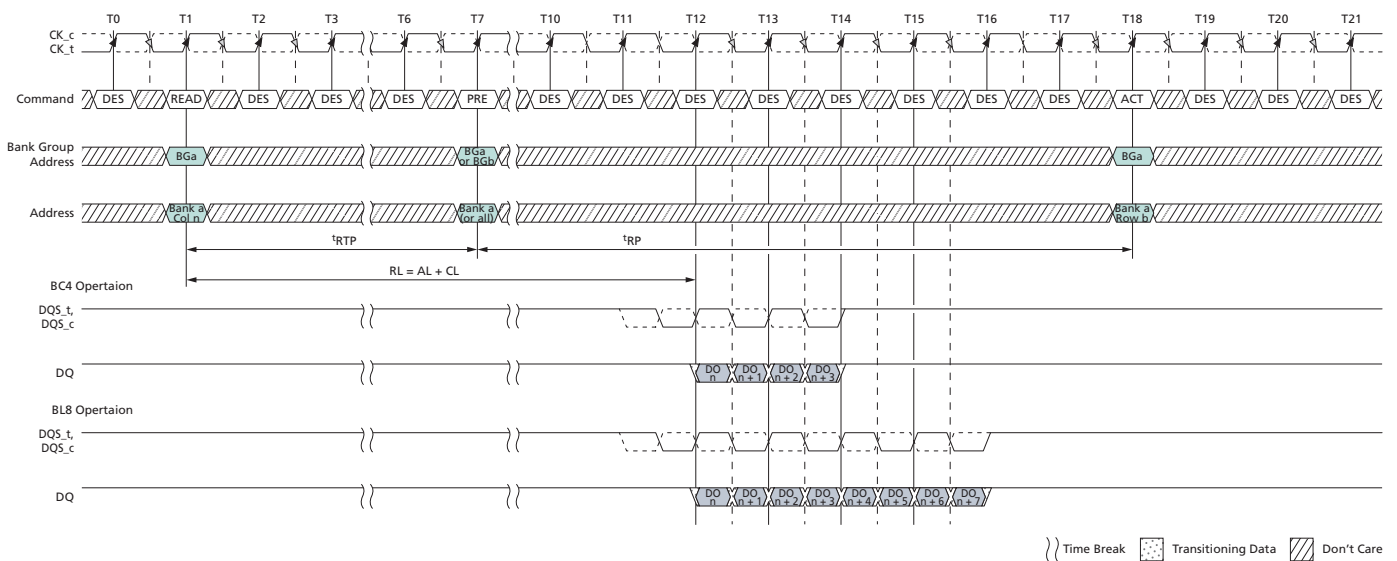 T0 T1 T2 T3 T6 T7 T10 T11 T12 T13 T14 T15 T16 T17 T18 T19 T20 T21
CK_c
CK_t
Command DES READ DES DES DES PRE DES DES DES DES DES DES DES DES ACT DES DES DES
Bank Group
Address
BGa
BGa
or BGb
BGa
Address
Bank a
Col n
Bank a
(or all)
Bank a
Row b
tRTP tRP
RL = AL + CL
BC4 Opertaion
DQS_t,
DQS_c
DQ
DO
n
DO
n + 1
DO
n + 2
DO
n + 3
BL8 Opertaion
DQS_t,
DQS_c
DQ
DO
n
DO
n + 1
DO
n + 2
DO
n + 3
DO
n + 4
DO
n + 5
DO
n + 6
DO
n + 7
Time Break Transitioning Data Don't Care